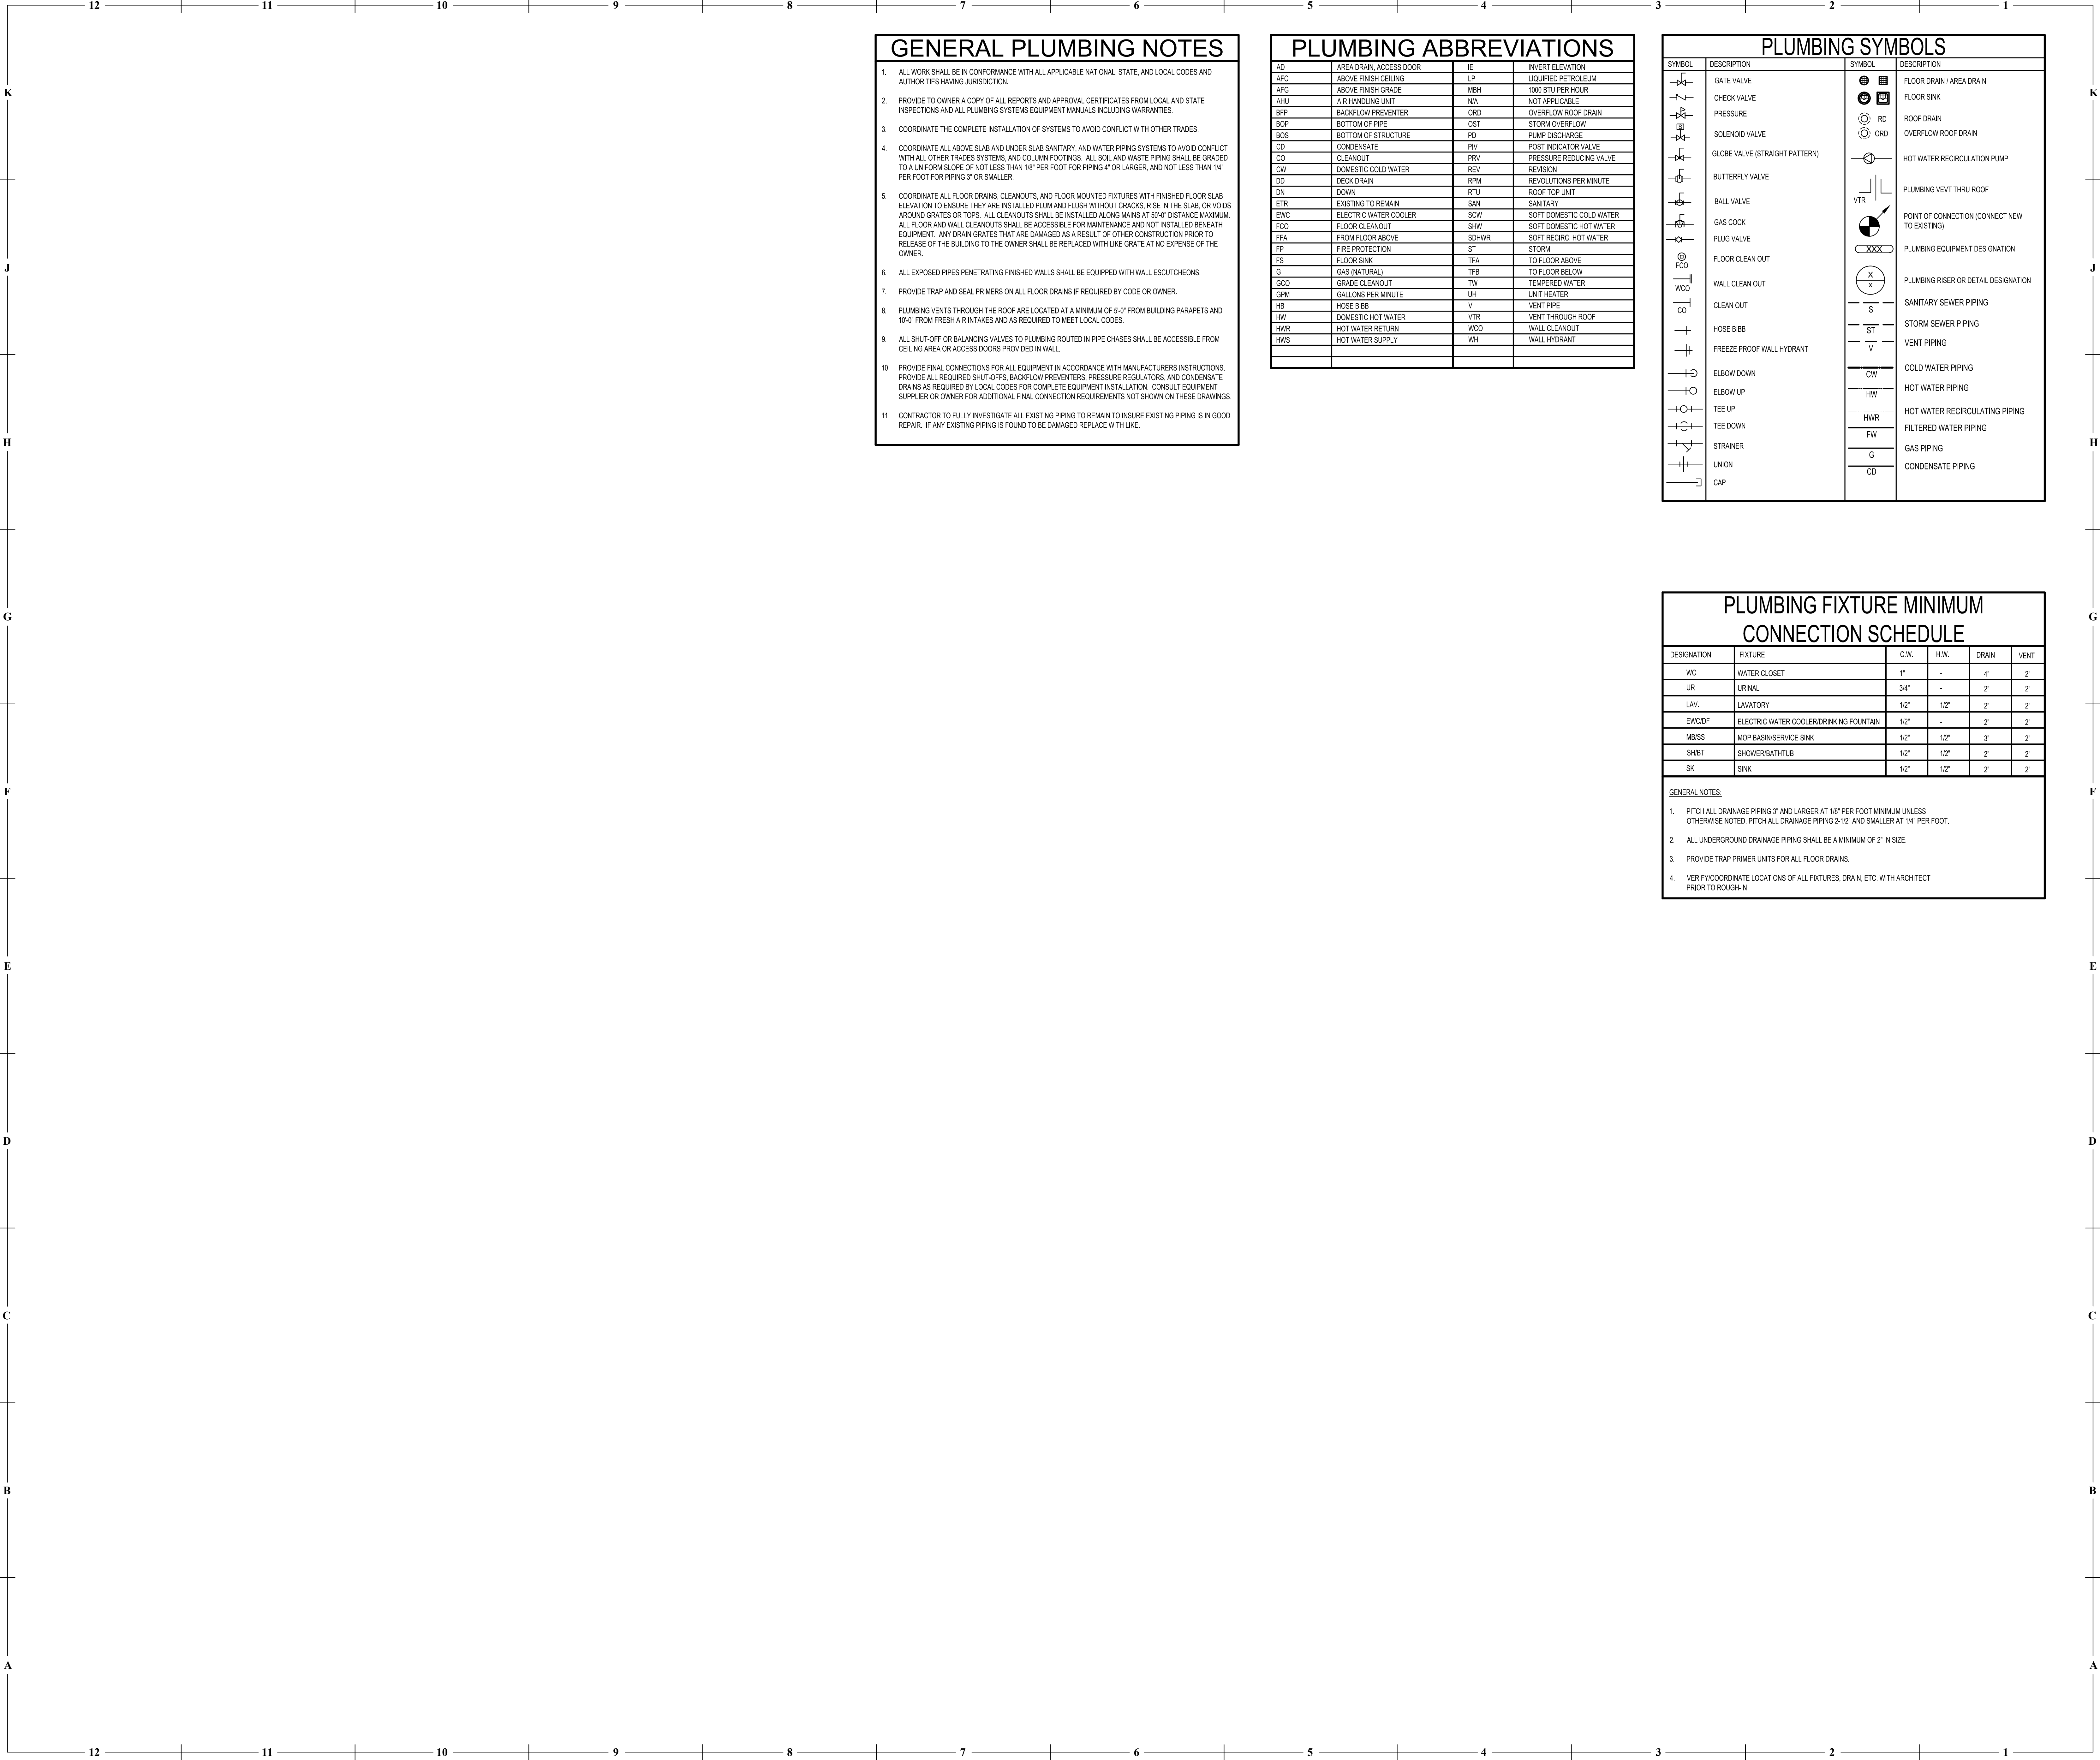 12 11 10 9 8 7 6 5 4 3 2 1
K
J
H
G
F
E
D
C
B
A
GENERAL PLUMBING NOTES
1. ALL WORK SHALL BE IN CONFORMANCE WITH ALL APPLICABLE NATIONAL, STATE, AND LOCAL CODES AND
AUTHORITIES HAVING JURISDICTION.
2. PROVIDE TO OWNER A COPY OF ALL REPORTS AND APPROVAL CERTIFICATES FROM LOCAL AND STATE
INSPECTIONS AND ALL PLUMBING SYSTEMS EQUIPMENT MANUALS INCLUDING WARRANTIES.
3. COORDINATE THE COMPLETE INSTALLATION OF SYSTEMS TO AVOID CONFLICT WITH OTHER TRADES.
4. COORDINATE ALL ABOVE SLAB AND UNDER SLAB SANITARY, AND WATER PIPING SYSTEMS TO AVOID CONFLICT
WITH ALL OTHER TRADES SYSTEMS, AND COLUMN FOOTINGS. ALL SOIL AND WASTE PIPING SHALL BE GRADED
TO A UNIFORM SLOPE OF NOT LESS THAN 1/8" PER FOOT FOR PIPING 4" OR LARGER, AND NOT LESS THAN 1/4"
PER FOOT FOR PIPING 3" OR SMALLER.
5. COORDINATE ALL FLOOR DRAINS, CLEANOUTS, AND FLOOR MOUNTED FIXTURES WITH FINISHED FLOOR SLAB
ELEVATION TO ENSURE THEY ARE INSTALLED PLUM AND FLUSH WITHOUT CRACKS, RISE IN THE SLAB, OR VOIDS
AROUND GRATES OR TOPS. ALL CLEANOUTS SHALL BE INSTALLED ALONG MAINS AT 50'-0" DISTANCE MAXIMUM.
ALL FLOOR AND WALL CLEANOUTS SHALL BE ACCESSIBLE FOR MAINTENANCE AND NOT INSTALLED BENEATH
EQUIPMENT. ANY DRAIN GRATES THAT ARE DAMAGED AS A RESULT OF OTHER CONSTRUCTION PRIOR TO
RELEASE OF THE BUILDING TO THE OWNER SHALL BE REPLACED WITH LIKE GRATE AT NO EXPENSE OF THE
OWNER.
6. ALL EXPOSED PIPES PENETRATING FINISHED WALLS SHALL BE EQUIPPED WITH WALL ESCUTCHEONS.
7. PROVIDE TRAP AND SEAL PRIMERS ON ALL FLOOR DRAINS IF REQUIRED BY CODE OR OWNER.
8. PLUMBING VENTS THROUGH THE ROOF ARE LOCATED AT A MINIMUM OF 5'-0" FROM BUILDING PARAPETS AND
10'-0" FROM FRESH AIR INTAKES AND AS REQUIRED TO MEET LOCAL CODES.
9. ALL SHUT-OFF OR BALANCING VALVES TO PLUMBING ROUTED IN PIPE CHASES SHALL BE ACCESSIBLE FROM
CEILING AREA OR ACCESS DOORS PROVIDED IN WALL.
10. PROVIDE FINAL CONNECTIONS FOR ALL EQUIPMENT IN ACCORDANCE WITH MANUFACTURERS INSTRUCTIONS.
PROVIDE ALL REQUIRED SHUT-OFFS, BACKFLOW PREVENTERS, PRESSURE REGULATORS, AND CONDENSATE
DRAINS AS REQUIRED BY LOCAL CODES FOR COMPLETE EQUIPMENT INSTALLATION. CONSULT EQUIPMENT
SUPPLIER OR OWNER FOR ADDITIONAL FINAL CONNECTION REQUIREMENTS NOT SHOWN ON THESE DRAWINGS.
11. CONTRACTOR TO FULLY INVESTIGATE ALL EXISTING PIPING TO REMAIN TO INSURE EXISTING PIPING IS IN GOOD
REPAIR. IF ANY EXISTING PIPING IS FOUND TO BE DAMAGED REPLACE WITH LIKE.
PLUMBING ABBREVIATIONS
AD AREA DRAIN, ACCESS DOOR IE INVERT ELEVATION
AFC ABOVE FINISH CEILING LP LIQUIFIED PETROLEUM
AFG ABOVE FINISH GRADE MBH 1000 BTU PER HOUR
AHU AIR HANDLING UNIT N/A NOT APPLICABLE
BFP BACKFLOW PREVENTER ORD OVERFLOW ROOF DRAIN
BOP BOTTOM OF PIPE OST STORM OVERFLOW
BOS BOTTOM OF STRUCTURE PD PUMP DISCHARGE
CD CONDENSATE PIV POST INDICATOR VALVE
CO CLEANOUT PRV PRESSURE REDUCING VALVE
CW DOMESTIC COLD WATER REV REVISION
DD DECK DRAIN RPM REVOLUTIONS PER MINUTE
DN DOWN RTU ROOF TOP UNIT
ETR EXISTING TO REMAIN SAN SANITARY
EWC ELECTRIC WATER COOLER SCW SOFT DOMESTIC COLD WATER
FCO FLOOR CLEANOUT SHW SOFT DOMESTIC HOT WATER
FFA FROM FLOOR ABOVE SDHWR SOFT RECIRC. HOT WATER
FP FIRE PROTECTION ST STORM
FS FLOOR SINK TFA TO FLOOR ABOVE
G GAS (NATURAL) TFB TO FLOOR BELOW
GCO GRADE CLEANOUT TW TEMPERED WATER
GPM GALLONS PER MINUTE UH UNIT HEATER
HB HOSE BIBB V VENT PIPE
HW DOMESTIC HOT WATER VTR VENT THROUGH ROOF
HWR HOT WATER RETURN WCO WALL CLEANOUT
HWS HOT WATER SUPPLY WH WALL HYDRANT
PLUMBING SYMBOLS
SYMBOL DESCRIPTION SYMBOL DESCRIPTION
GATE VALVE
CHECK VALVE
PRESSURE
S SOLENOID VALVE
GLOBE VALVE (STRAIGHT PATTERN)
BUTTERFLY VALVE
BALL VALVE
GAS COCK
PLUG VALVE
FCO FLOOR CLEAN OUT
WCO WALL CLEAN OUT
CO CLEAN OUT
HOSE BIBB
FREEZE PROOF WALL HYDRANT
ELBOW DOWN
ELBOW UP
TEE UP
TEE DOWN
STRAINER
UNION
CAP
FLOOR DRAIN / AREA DRAIN
FLOOR SINK
RD ROOF DRAIN
ORD OVERFLOW ROOF DRAIN
HOT WATER RECIRCULATION PUMP
VTR PLUMBING VEVT THRU ROOF
POINT OF CONNECTION (CONNECT NEW
TO EXISTING)
XXX PLUMBING EQUIPMENT DESIGNATION
X
X PLUMBING RISER OR DETAIL DESIGNATION
S SANITARY SEWER PIPING
ST STORM SEWER PIPING
V VENT PIPING
CW COLD WATER PIPING
HW HOT WATER PIPING
HWR HOT WATER RECIRCULATING PIPING
FW FILTERED WATER PIPING
G GAS PIPING
CD CONDENSATE PIPING
PLUMBING FIXTURE MINIMUM
CONNECTION SCHEDULE
DESIGNATION FIXTURE C.W. H.W. DRAIN VENT
WC WATER CLOSET 1" - 4" 2"
UR URINAL 3/4" - 2" 2"
LAV. LAVATORY 1/2" 1/2" 2" 2"
EWC/DF ELECTRIC WATER COOLER/DRINKING FOUNTAIN 1/2" - 2" 2"
MB/SS MOP BASIN/SERVICE SINK 1/2" 1/2" 3" 2"
SH/BT SHOWER/BATHTUB 1/2" 1/2" 2" 2"
SK SINK 1/2" 1/2" 2" 2"
GENERAL NOTES:
1. PITCH ALL DRAINAGE PIPING 3" AND LARGER AT 1/8" PER FOOT MINIMUM UNLESS
OTHERWISE NOTED. PITCH ALL DRAINAGE PIPING 2-1/2" AND SMALLER AT 1/4" PER FOOT.
2. ALL UNDERGROUND DRAINAGE PIPING SHALL BE A MINIMUM OF 2" IN SIZE.
3. PROVIDE TRAP PRIMER UNITS FOR ALL FLOOR DRAINS.
4. VERIFY/COORDINATE LOCATIONS OF ALL FIXTURES, DRAIN, ETC. WITH ARCHITECT
PRIOR TO ROUGH-IN.
K
J
H
G
F
E
D
C
B
A
12 11 10 9 8 7 6 5 4 3 2 1